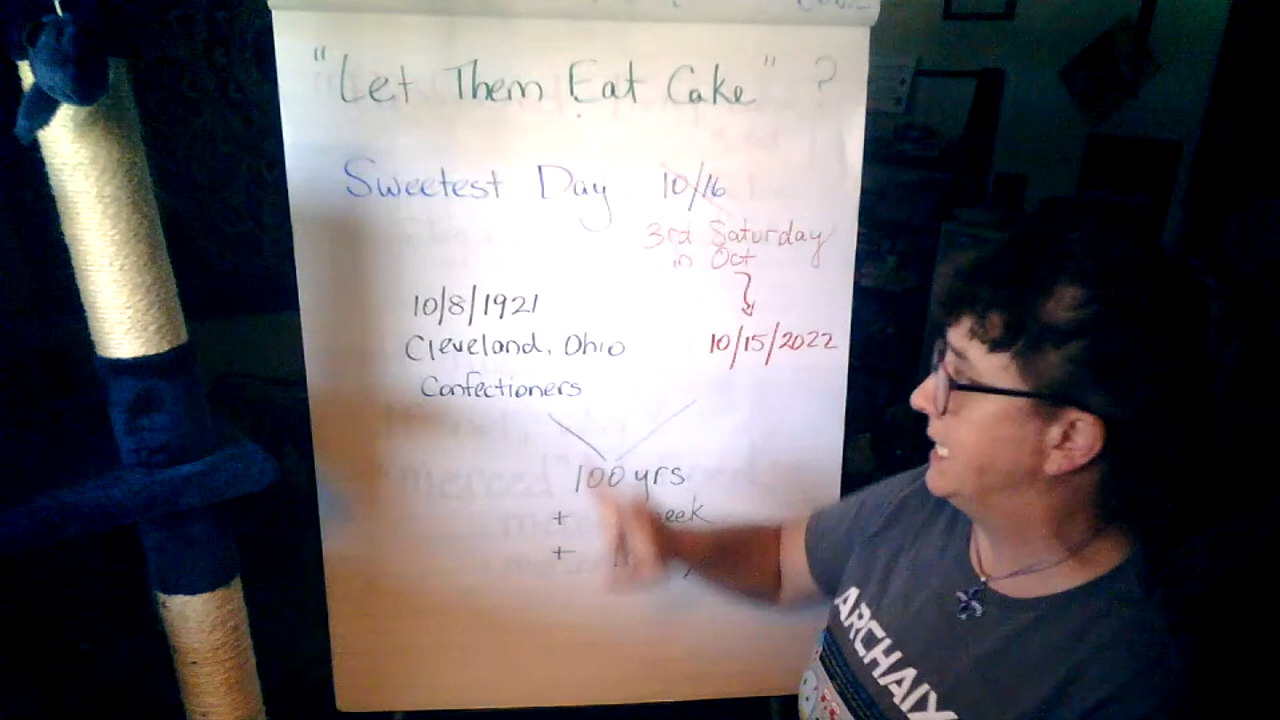 "Let Them Eat Cake" ?
Sweetest Day 10/16
3rd Saturday
in Oct
10/8/1921
Cleveland, Ohio
Confectioners
10/15/2022
100 yrs
+
+
ARCHAIX